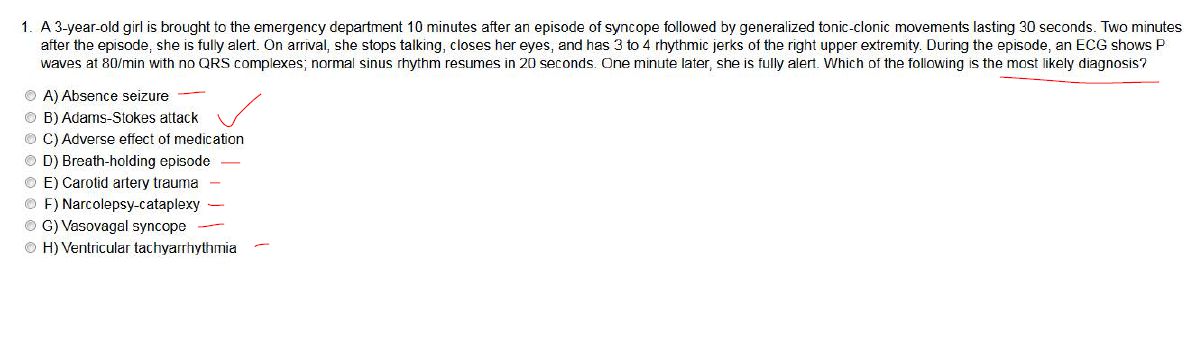 1. A 3-year-old girl is brought to the emergency department 10 minutes after an episode of syncope followed by generalized tonic-clonic movements lasting 30 seconds. Two minutes
after the episode, she is fully alert. On arrival, she stops talking, closes her eyes, and has 3 to 4 rhythmic jerks of the right upper extremity. During the episode, an ECG shows P
waves at 80/min with no QRS complexes; normal sinus rhythm resumes in 20 seconds. One minute later, she is fully alert. Which of the following is the most likely diagnosis?
A) Absence seizure
B) Adams-Stokes attack
C) Adverse effect of medication
D) Breath-holding episode
E) Carotid artery trauma
F) Narcolepsy-cataplexy
G) Vasovagal syncope
H) Ventricular tachyarrhythmia